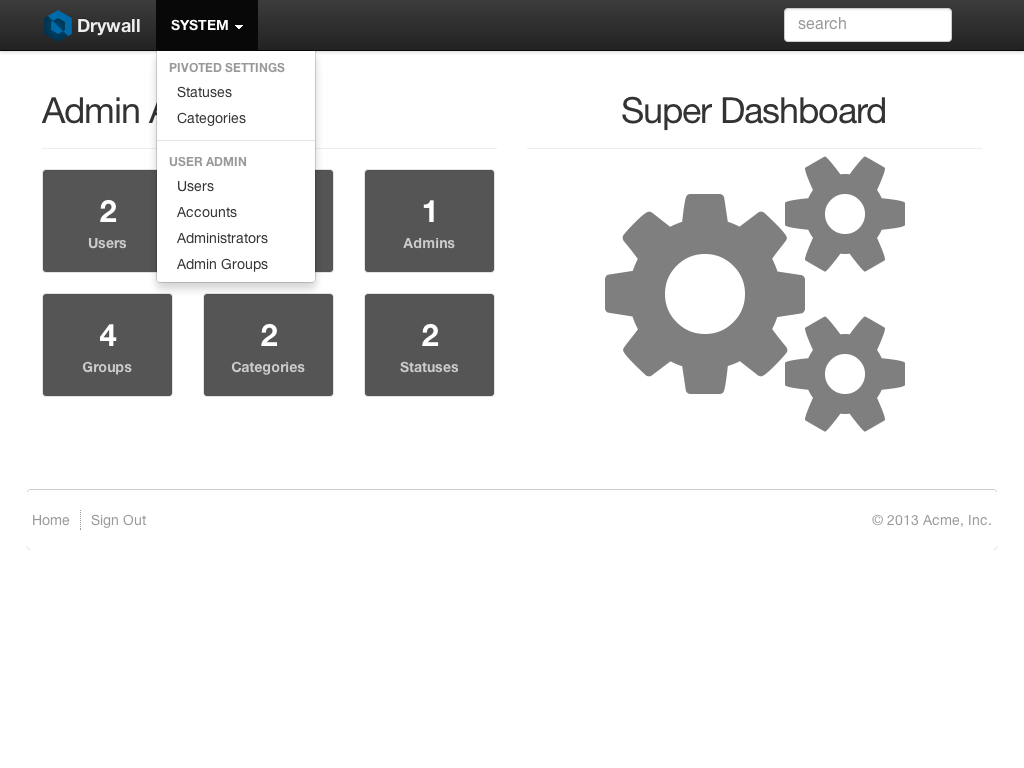 Drywall
SYSTEM
search
PIVOTED SETTINGS
Statuses
Categories
USER ADMIN
Users
Accounts
Administrators
Admin Groups
Admin
Super Dashboard
2
Users
1
Admins
4
Groups
2
Categories
2
Statuses
Home
Sign Out
© 2013 Acme, Inc.